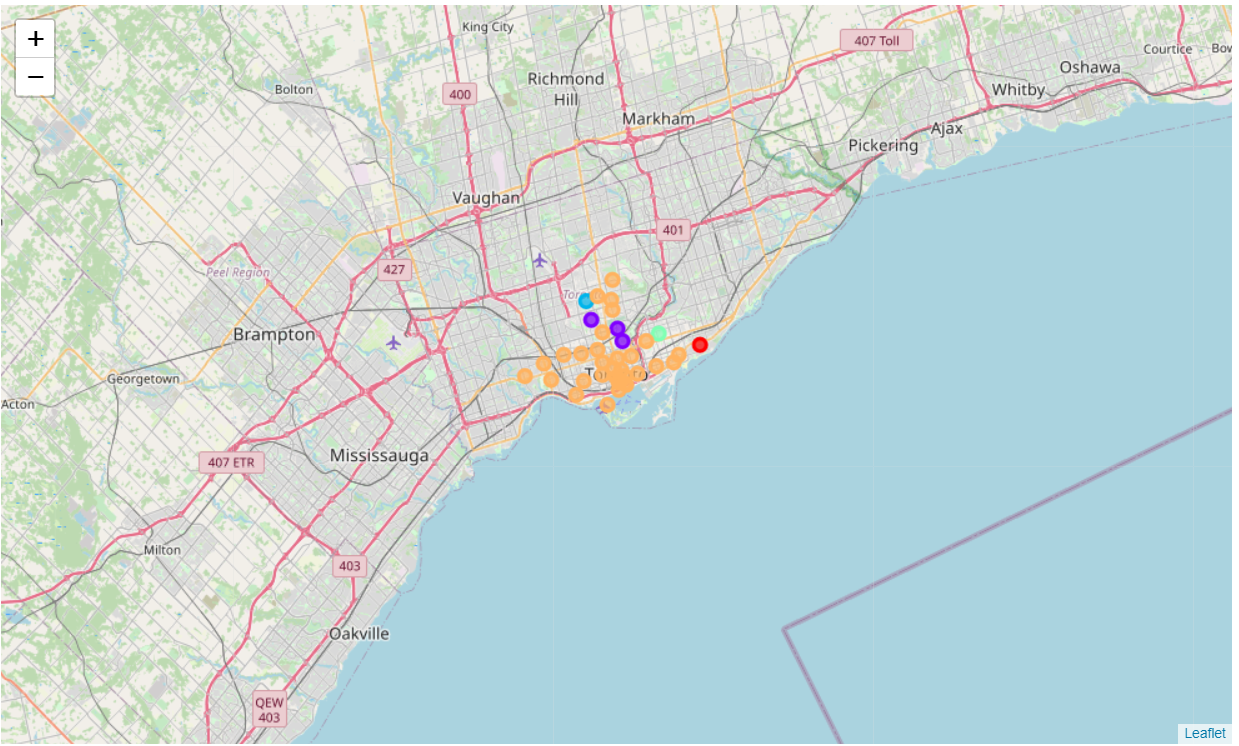 +
−
King City
407 Toll
Courtice
Bow
Oshawa
Richmond
Hill
Whitby
Bolton
400
Markham
Ajax
Pickering
Vaughan
401
427
Peel Region
Brampton
Georgetown
Acton
Mississauga
407 ETR
Milton
403
Oakville
QEW
403
Leaflet